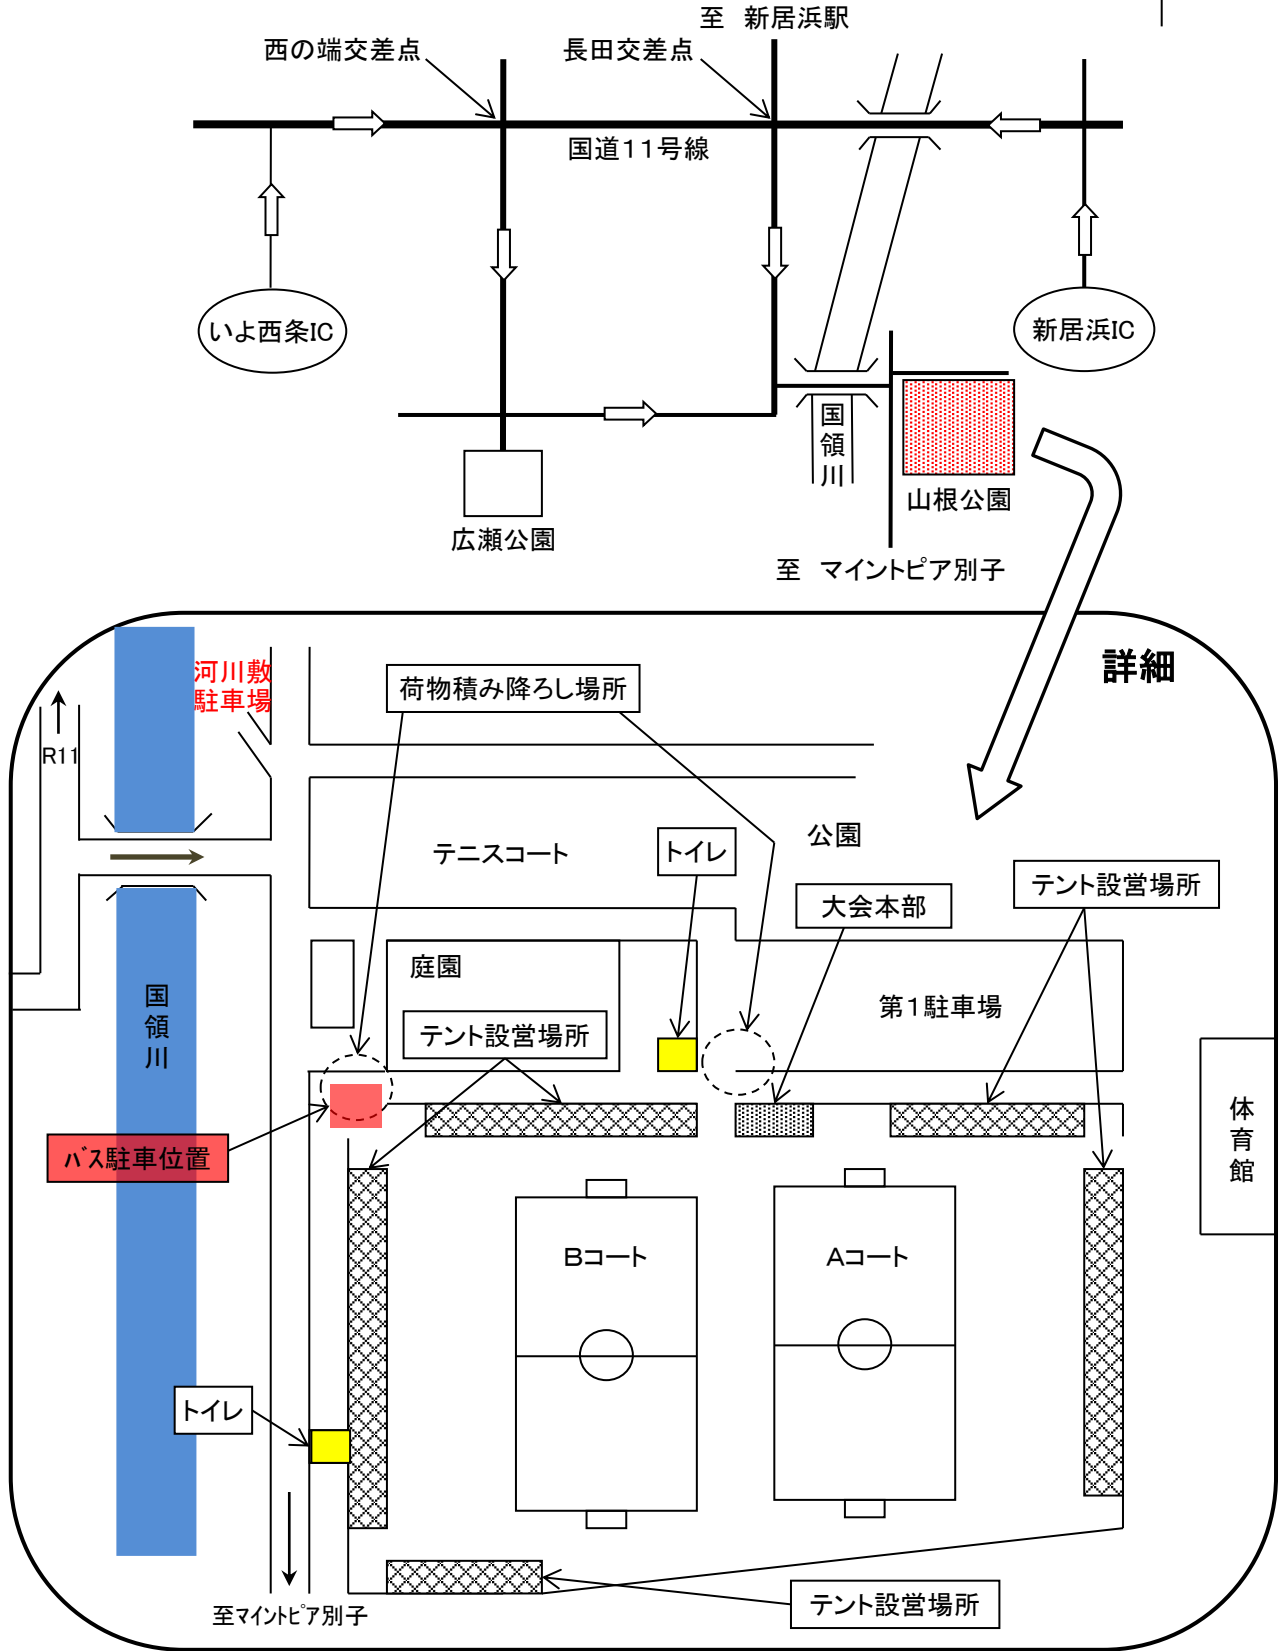 至　新居浜駅
西の端交差点
長田交差点
国道11号線
いよ西条IC
新居浜IC
国領川
山根公園
広瀬公園
至　マイントピア別子
詳細
河川敷
駐車場
荷物積み降ろし場所
R11
公園
テニスコート
トイレ
テント設営場所
大会本部
庭園
国領川
第1駐車場
テント設営場所
体育館
バス駐車位置
Bコート
Aコート
トイレ
テント設営場所
至マイントピア別子